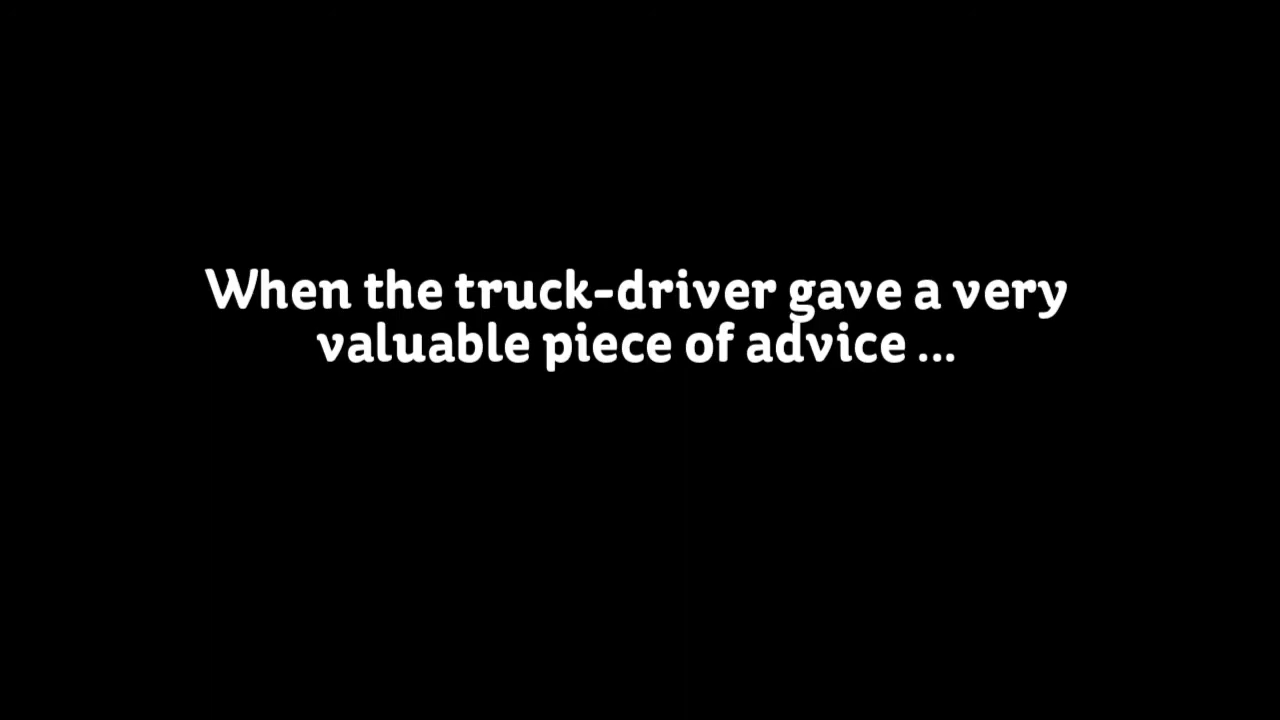 When the truck-driver gave a very
valuable piece of advice ...